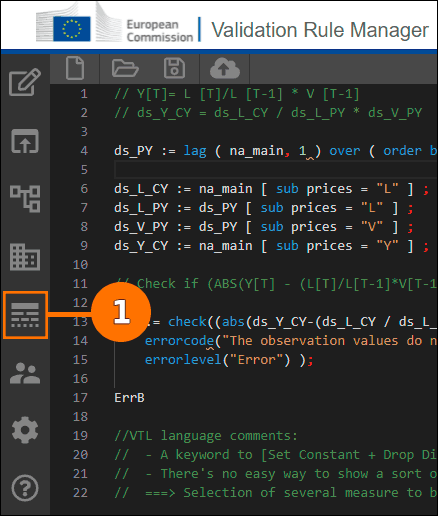 European
Commission
Validation Rule Manager
1 // Y[T]= L [T]/L [T-1] * V [T-1]
2 // ds_Y_CY = ds_L_CY / ds_L_PY * ds_V_PY
3
4 ds_PY := lag ( na_main, 1 ) over ( order b
5
6 ds_L_CY := na_main [ sub prices = "L" ] ;
7 ds_L_PY := ds_PY [ sub prices = "L" ] ;
8 ds_V_PY := ds_PY [ sub prices = "V" ] ;
9 ds_Y_CY := na_main [ sub prices = "Y" ] ;
10
11 // Check if (ABS(Y[T] - (L[T]/L[T-1]*V[T-
12
1
13 := check((abs(ds_Y_CY-(ds_L_CY / ds_L_
14 errorcode("The observation values do n
15 errorlevel("Error") );
16
17 ErrB
18
19 //VTL language comments:
20 // - A keyword to [Set Constant + Drop Di
21 // - There's no easy way to show a sort o
22 // ===> Selection of several measure to b